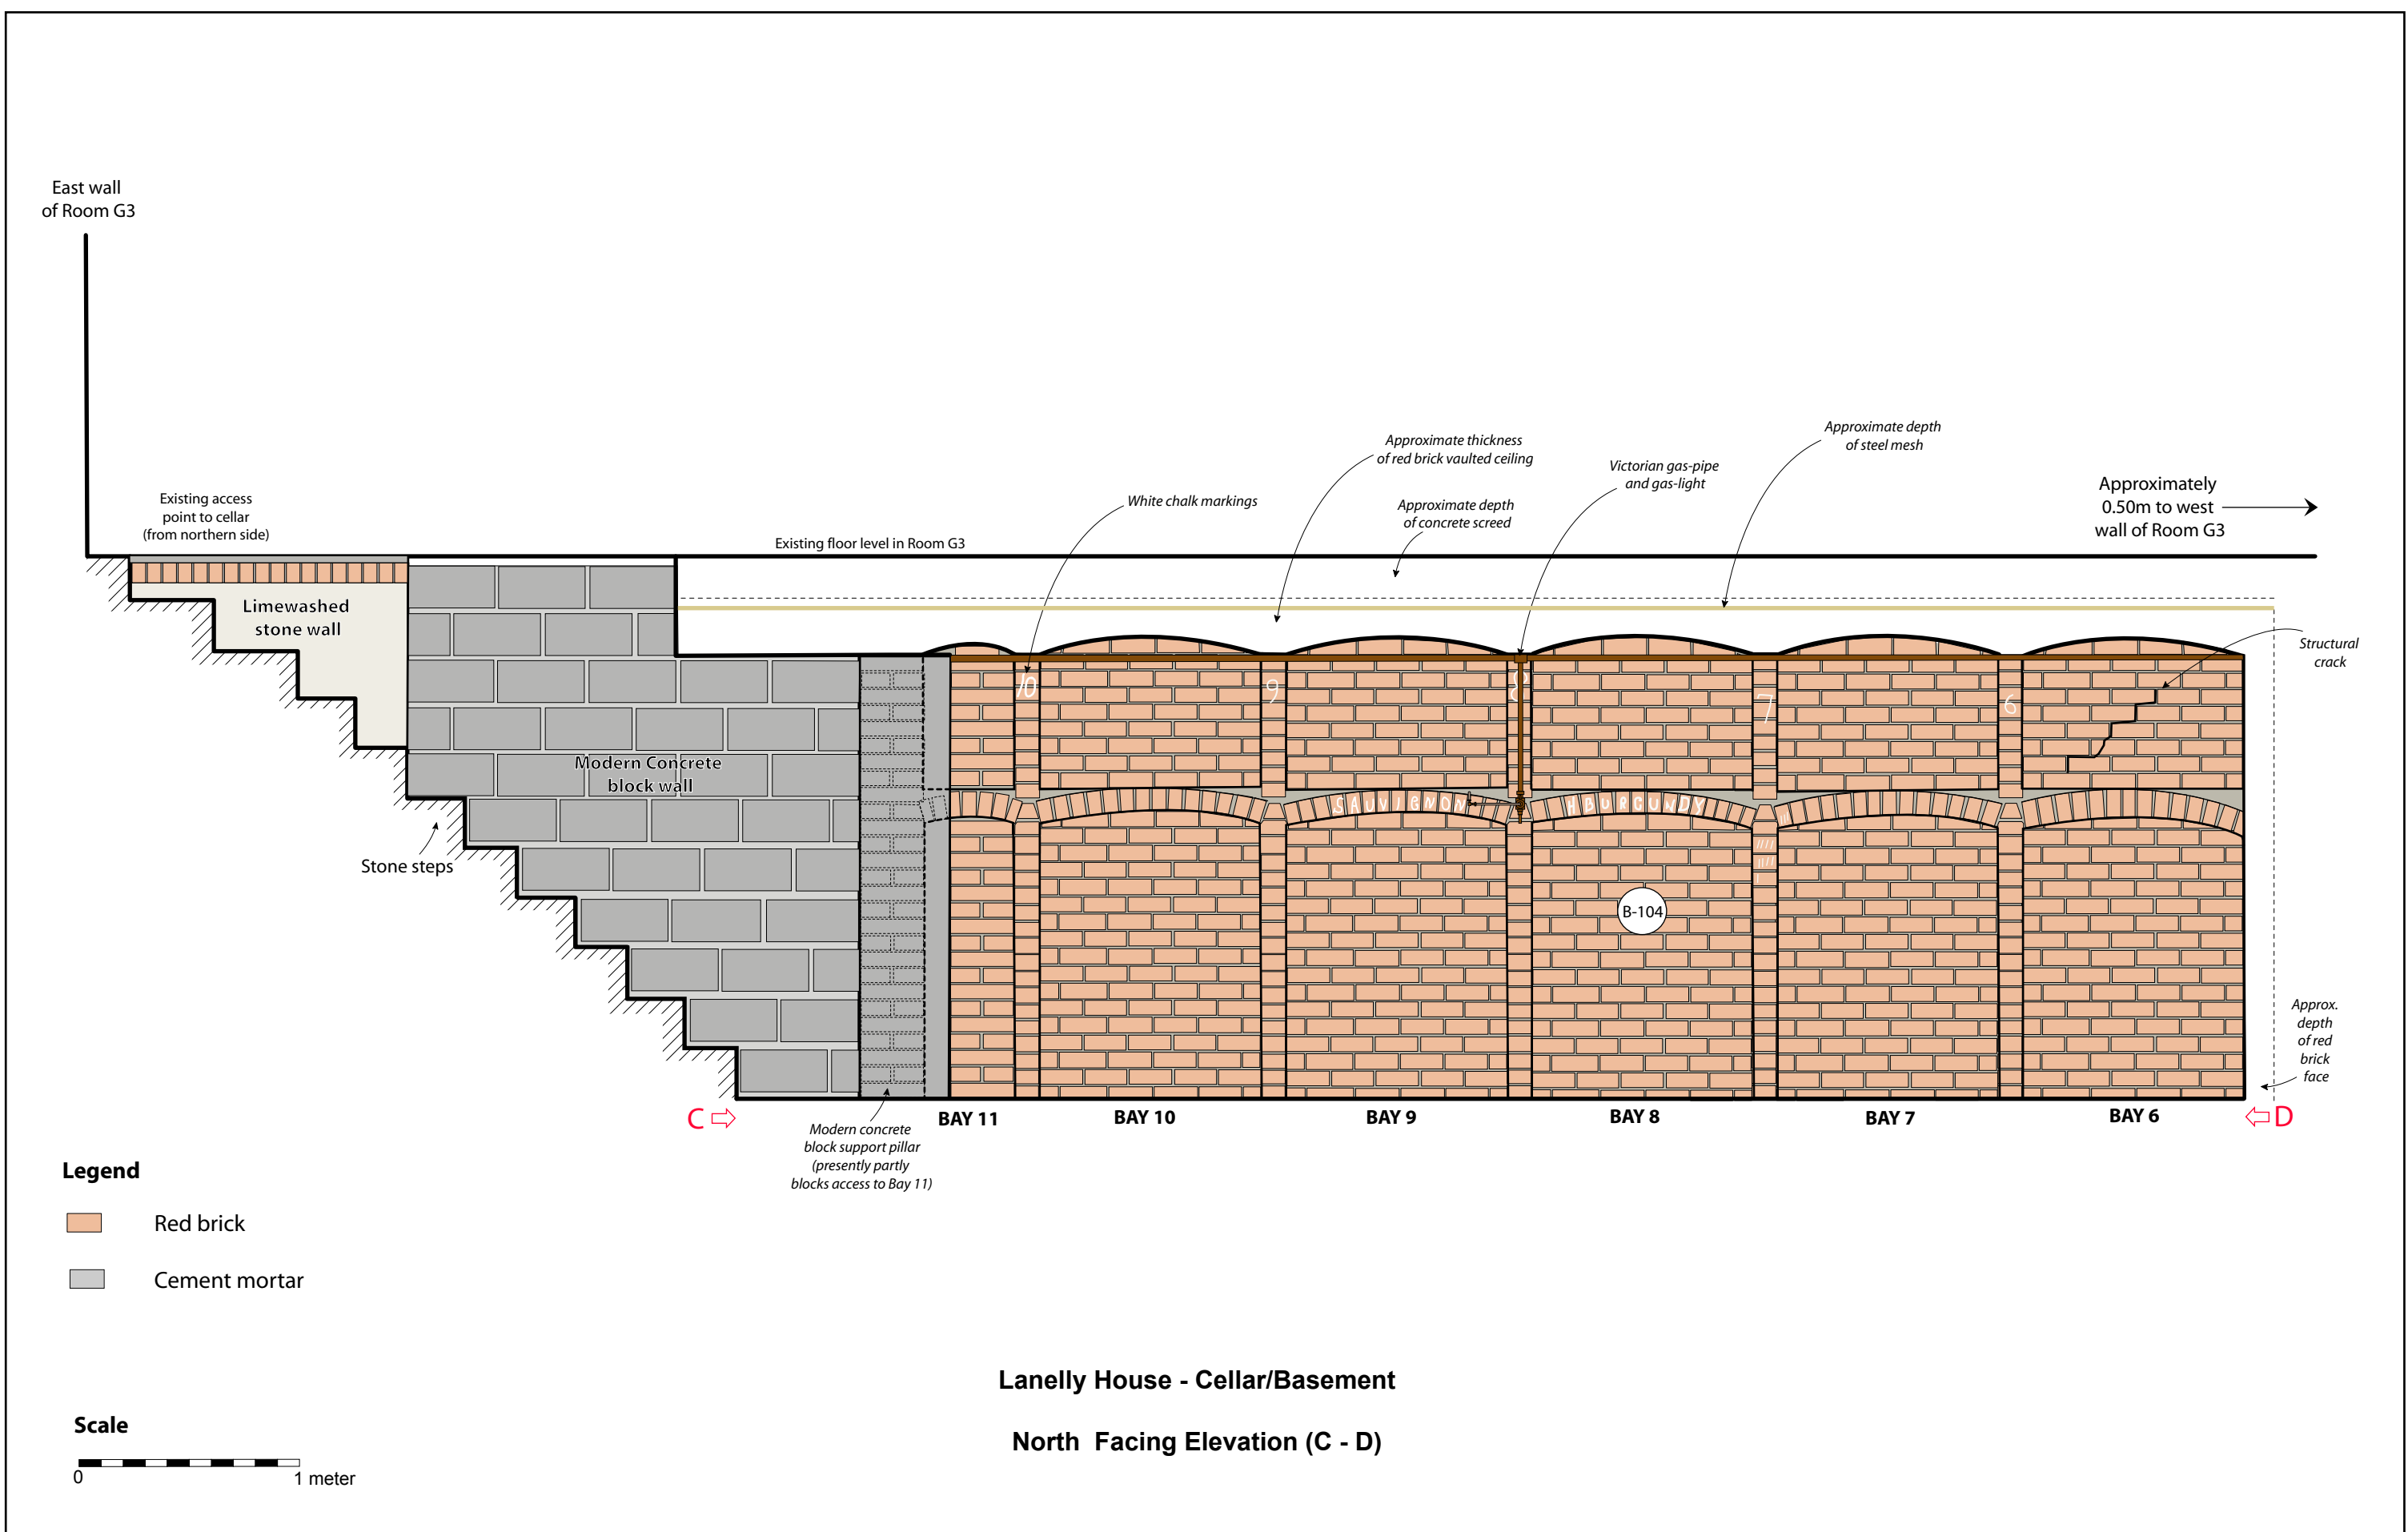 East wall
of Room G3
Existing access
point to cellar
(from northern side)
Limewashed
stone wall
Existing floor level in Room G3
White chalk markings
Approximate thickness
of red brick vaulted ceiling
Approximate depth
of concrete screed
Victorian gas-pipe
and gas-light
Approximate depth
of steel mesh
Approximately
0.50m to west
wall of Room G3
Structural
crack
10
9
8
7
6
Modern Concrete
block wall
SAUVIGNON
HBURGUNDY
Stone steps
B-104
Approx.
depth
of red
brick
face
C
BAY 11
BAY 10
BAY 9
BAY 8
BAY 7
BAY 6
D
Modern concrete
block support pillar
(presently partly
blocks access to Bay 11)
Legend
Red brick
Cement mortar
Lanelly House - Cellar/Basement
North Facing Elevation (C - D)
Scale
0
1 meter